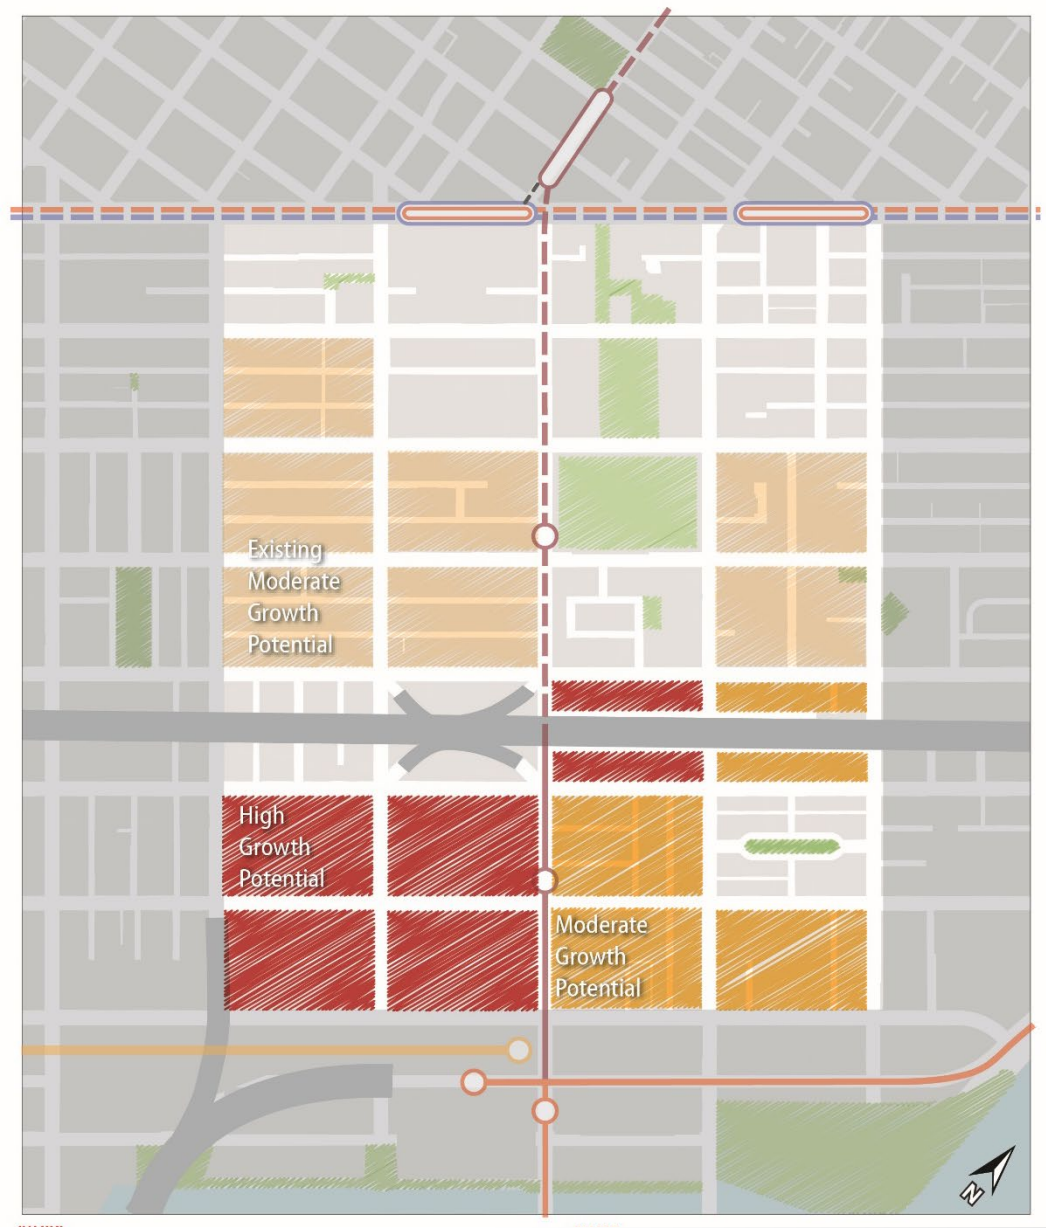 Existing
Moderate
Growth
Potential
High
Growth
Potential
Moderate
Growth
Potential
N